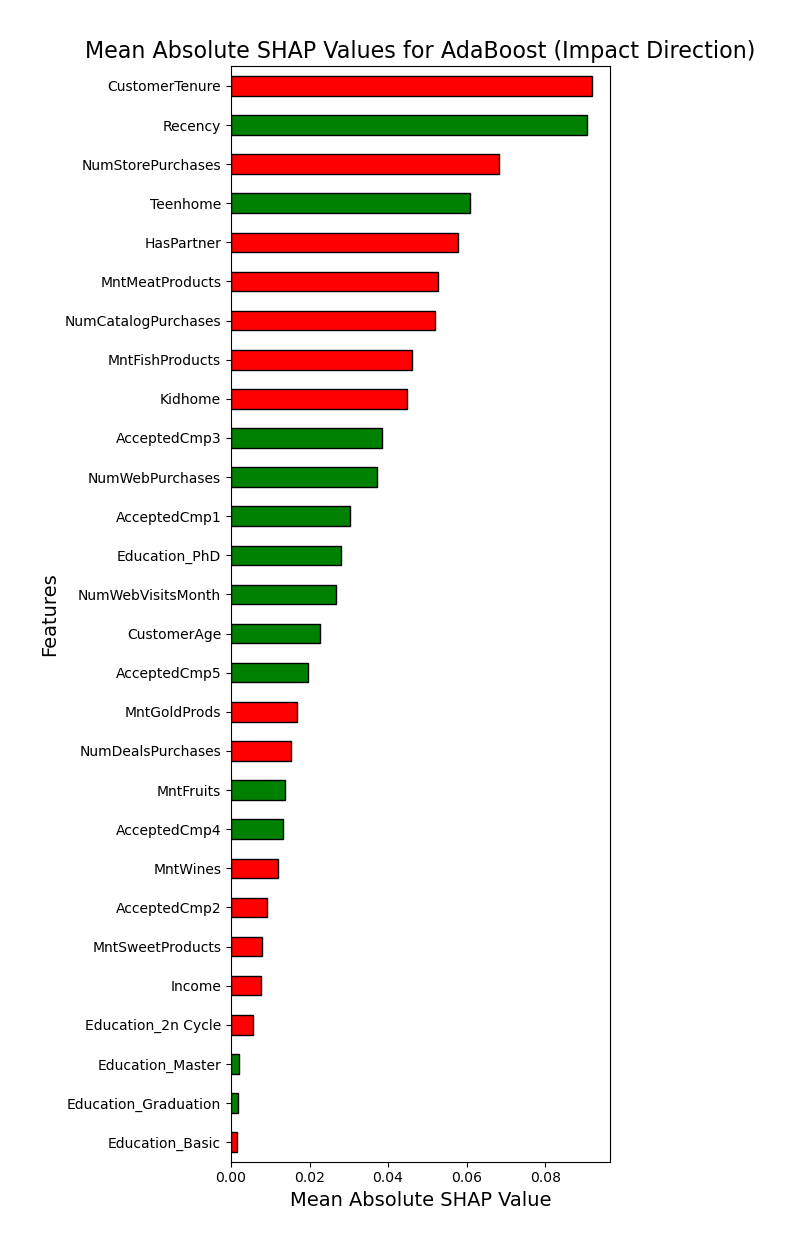 Mean Absolute SHAP Values for AdaBoost (Impact Direction)
CustomerTenure
Recency
NumStorePurchases
Teenhome
HasPartner
MntMeatProducts
NumCatalogPurchases
MntFishProducts
Kidhome
AcceptedCmp3
NumWebPurchases
AcceptedCmp1
Education_PhD
NumWebVisitsMonth
CustomerAge
AcceptedCmp5
MntGoldProds
NumDealsPurchases
MntFruits
AcceptedCmp4
MntWines
AcceptedCmp2
MntSweetProducts
Income
Education_2n Cycle
Education_Master
Education_Graduation
Education_Basic
Features
0.00 0.02 0.04 0.06 0.08
Mean Absolute SHAP Value